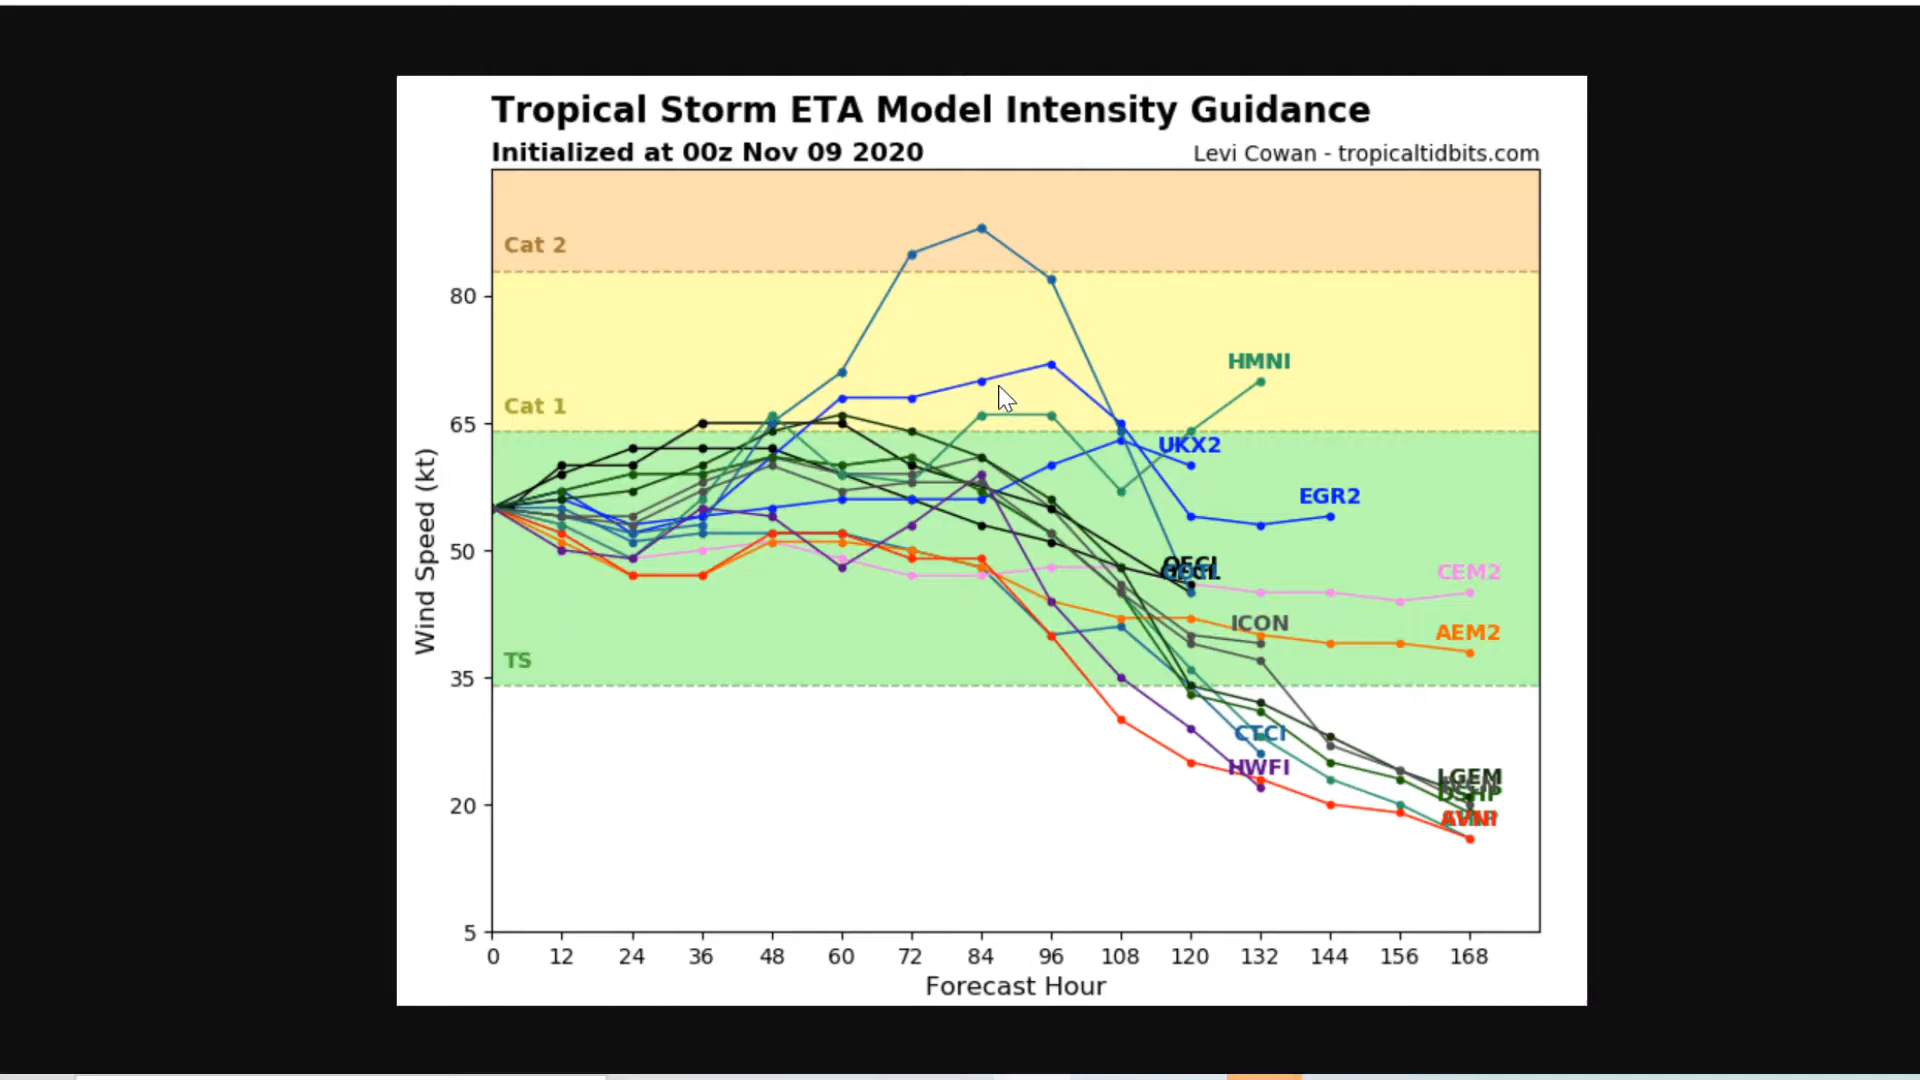 Tropical Storm ETA Model Intensity Guidance
Initialized at 00z Nov 09 2020
Levi Cowan - tropicaltidbits.com
Cat 2
80
HMNI
Cat 1
65
UKX2
EGR2
50
CEM2
ICON
AEM2
TS
35
CTCI
HWFI
LGEM
DSHP
20
AVNI
5
0 12 24 36 48 60 72 84 96 108 120 132 144 156 168
Wind Speed (kt)
Forecast Hour